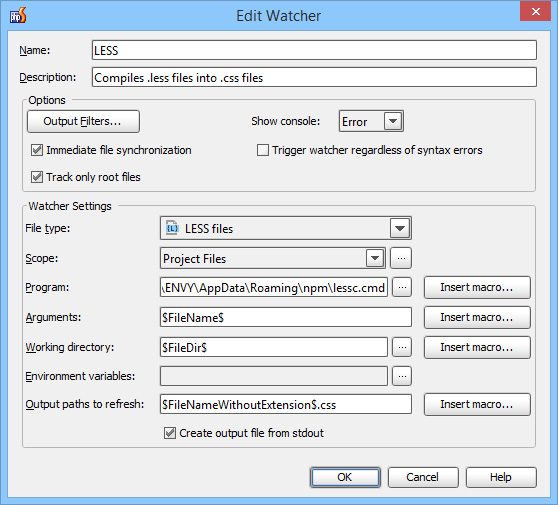 php
Edit Watcher
Name: LESS
Description: Compiles .less files into .css files
Options
Output Filters... Show console: Error
Immediate file synchronization Trigger watcher regardless of syntax errors
Track only root files
Watcher Settings
File type: LESS files
Scope: Project Files ...
Program: \ENVY\AppData\Roaming\npm\lessc.cmd ... Insert macro...
Arguments: $FileName$ Insert macro...
Working directory: $FileDir$ ... Insert macro...
Environment variables: ...
Output paths to refresh: $FileNameWithoutExtension$.css Insert macro...
Create output file from stdout
OK Cancel Help